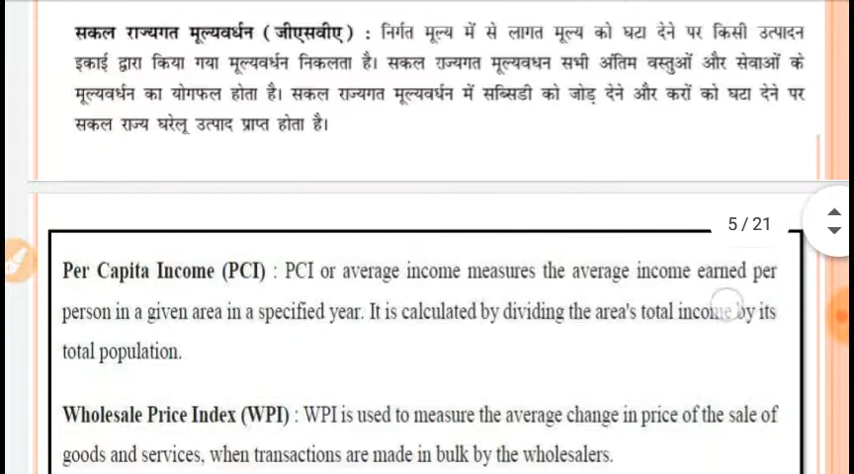 सकल राज्यगत मूल्यवर्धन ( जीएसवीए ) : निर्गत मूल्य में से लागत मूल्य को घटा देने पर किसी उत्पादन
इकाई द्वारा किया गया मूल्यवर्धन निकलता है। सकल राज्यगत मूल्यवधन सभी अंतिम वस्तुओं और सेवाओं के
मूल्यवर्धन का योगफल होता है। सकल राज्यगत मूल्यवर्धन में सब्सिडी को जोड़ देने और करों को घटा देने पर
सकल राज्य घरेलू उत्पाद प्राप्त होता है।
5 / 21
Per Capita Income (PCI) : PCI or average income measures the average income earned per
person in a given area in a specified year. It is calculated by dividing the area's total income by its
total population.
Wholesale Price Index (WPI) : WPI is used to measure the average change in price of the sale of
goods and services, when transactions are made in bulk by the wholesalers.